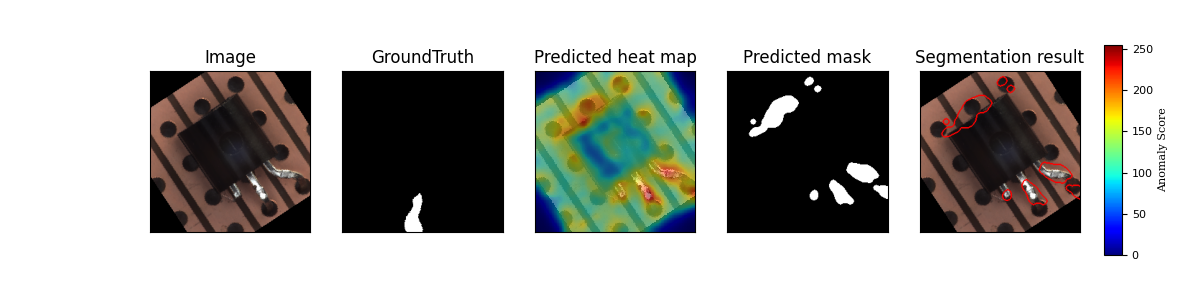 Image
GroundTruth
Predicted heat map
Predicted mask
Segmentation result
250
200
150
100
50
0
Anomaly Score